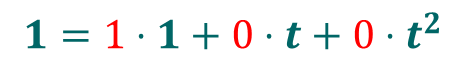 1 = 1 · 1 + 0 · t + 0 · t²